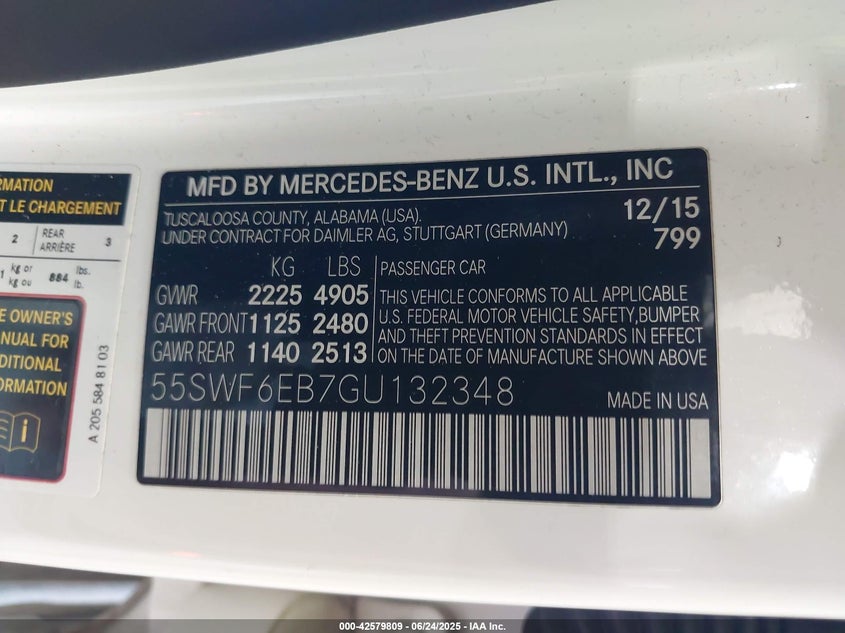 RMATION
T LE CHARGEMENT
2 REAR ARRIÈRE 3
kg or kg ou 884 lbs. lb.
E OWNER'S
ANUAL FOR
DDITIONAL
FORMATION
A 205 584 81 03
MFD BY MERCEDES-BENZ U.S. INTL., INC
TUSCALOOSA COUNTY, ALABAMA (USA). 12/15
UNDER CONTRACT FOR DAIMLER AG, STUTTGART (GERMANY) 799
KG LBS
GVWR 2225 4905
GAWR FRONT 1125 2480
GAWR REAR 1140 2513
PASSENGER CAR
THIS VEHICLE CONFORMS TO ALL APPLICABLE
U.S. FEDERAL MOTOR VEHICLE SAFETY, BUMPER
AND THEFT PREVENTION STANDARDS IN EFFECT
ON THE DATE OF MANUFACTURE SHOWN ABOVE
55SWF6EB7GU132348
MADE IN USA
000-42579809 - 06/24/2025 - IAA Inc.